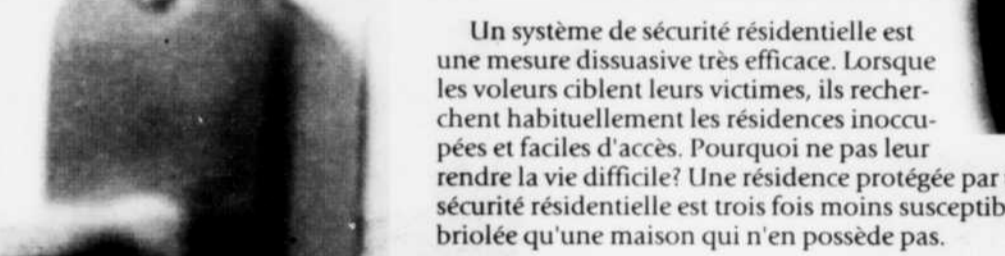 Un système de sécurité résidentielle est
une mesure dissuasive très efficace. Lorsque
les voleurs ciblent leurs victimes, ils recher-
chent habituellement les résidences inoccu-
pées et faciles d'accès. Pourquoi ne pas leur
rendre la vie difficile? Une résidence protégée par
sécurité résidentielle est trois fois moins susceptib
briolée qu'une maison qui n'en possède pas.